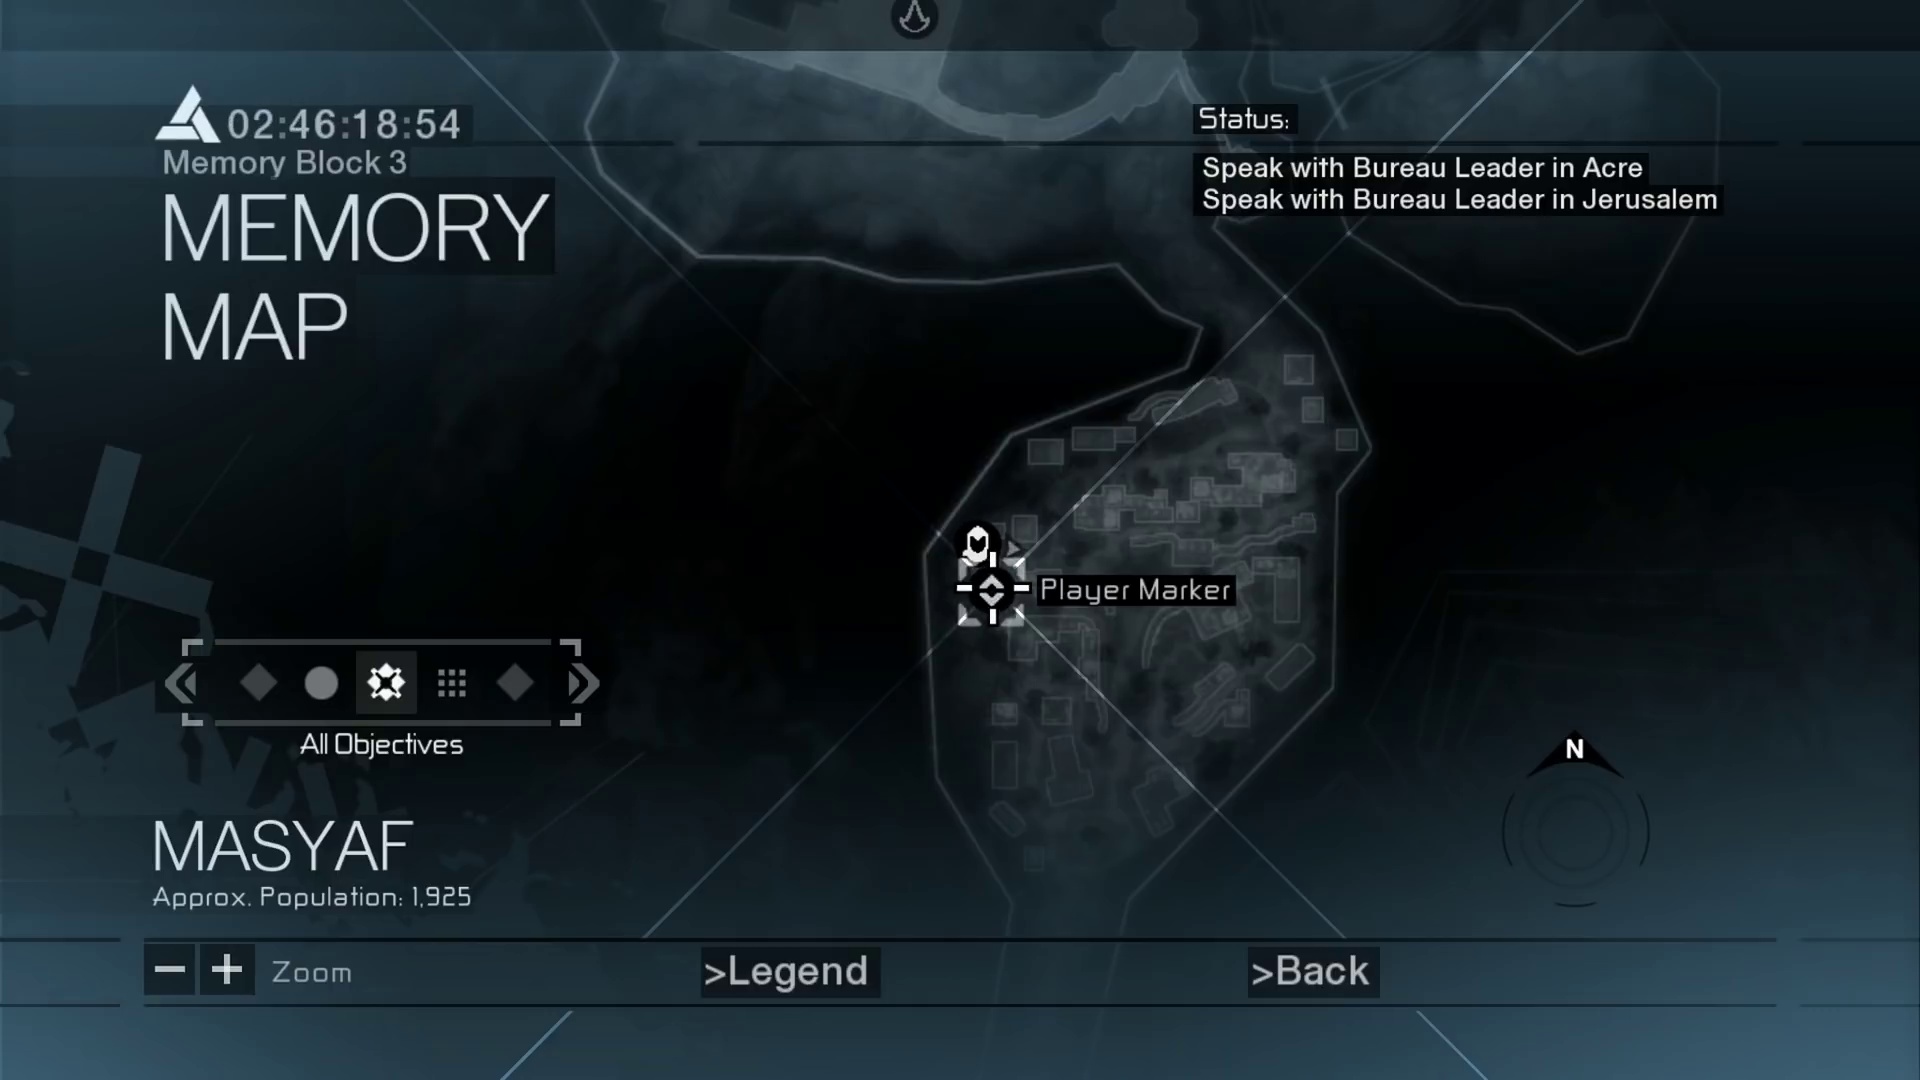 02:46:18:54
Memory Block 3
MEMORY
MAP
Status:
Speak with Bureau Leader in Acre
Speak with Bureau Leader in Jerusalem
Player Marker
All Objectives
N
MASYAF
Approx. Population: 1,925
− + Zoom
>Legend
>Back